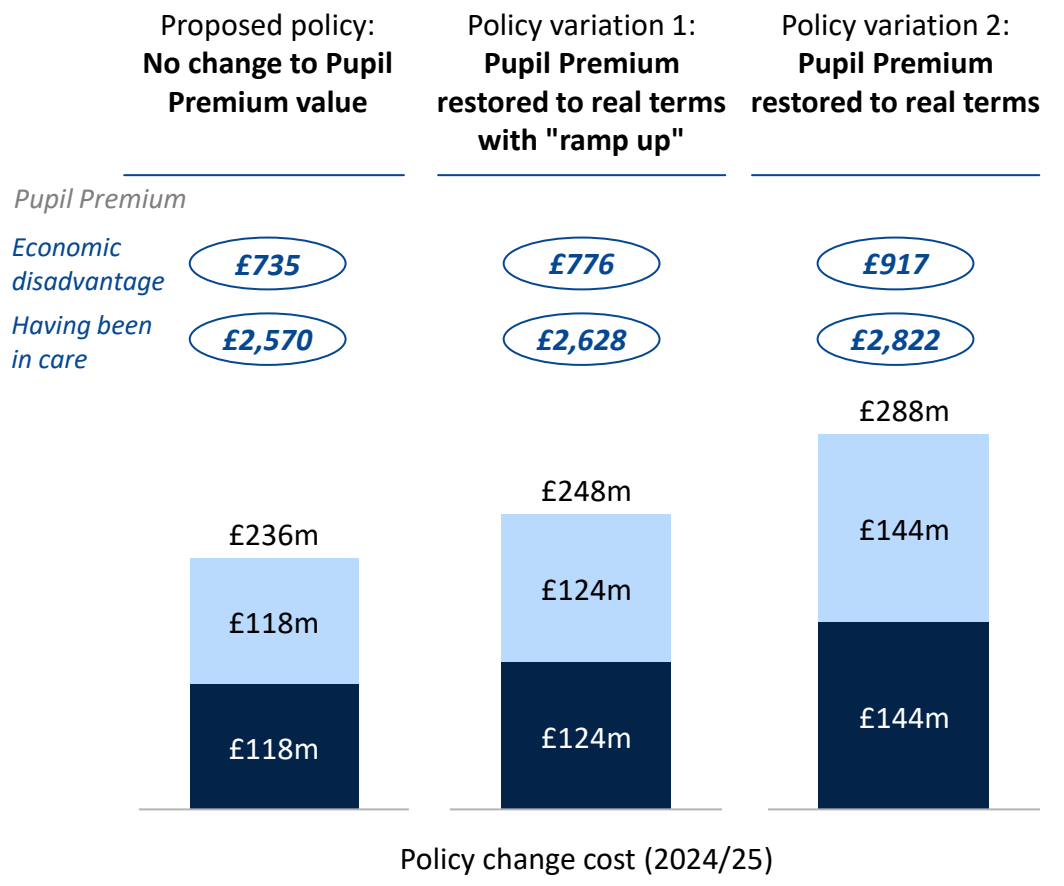 Proposed policy:
No change to Pupil
Premium value
Policy variation 1:
Pupil Premium
restored to real terms
with "ramp up"
Policy variation 2:
Pupil Premium
restored to real terms
Pupil Premium
Economic
disadvantage
£735
£776
£917
Having been
in care
£2,570
£2,628
£2,822
£236m
£118m
£118m
£248m
£124m
£124m
£288m
£144m
£144m
Policy change cost (2024/25)